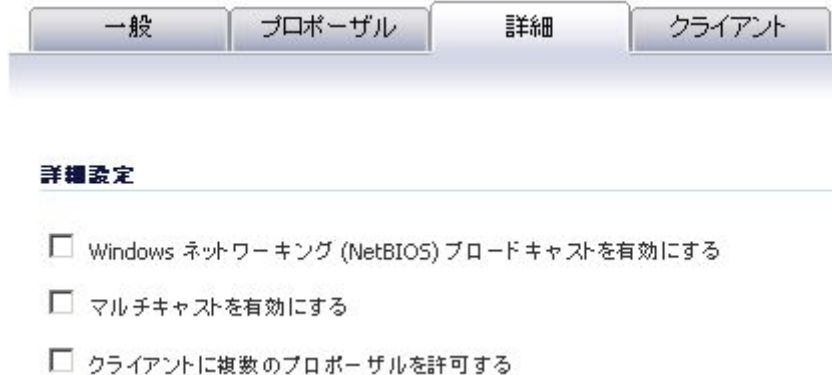 一般 プロポーザル 詳細 クライアント
詳細設定
Windows ネットワーキング (NetBIOS) ブロードキャストを有効にする
マルチキャストを有効にする
クライアントに複数のプロポーザルを許可する